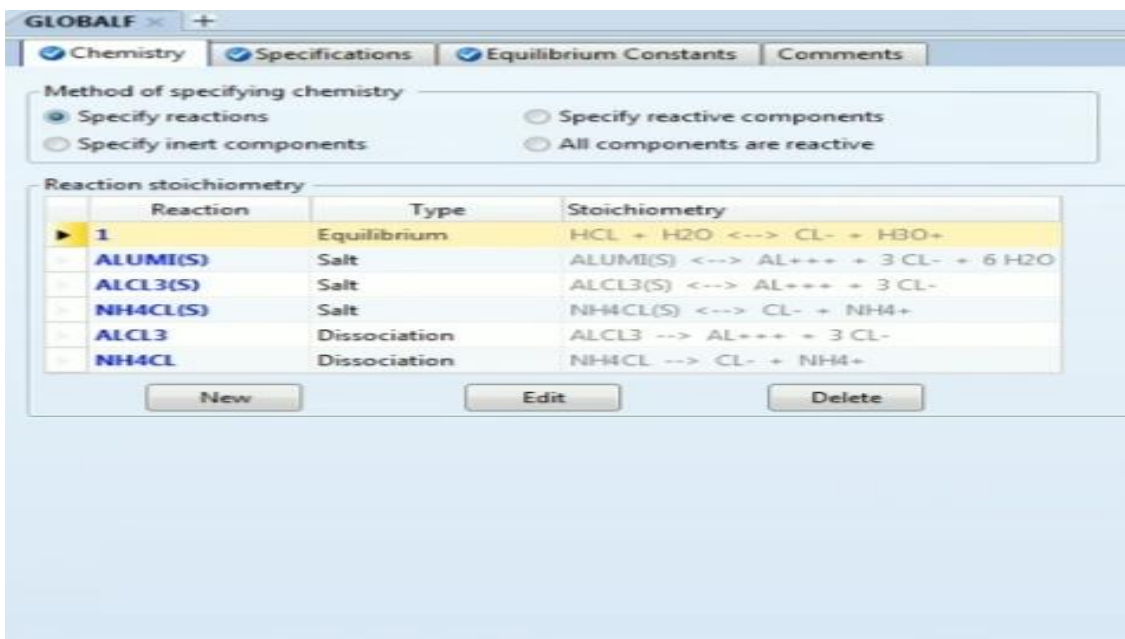 GLOBALF × +
Chemistry Specifications Equilibrium Constants Comments
Method of specifying chemistry
Specify reactions Specify reactive components
Specify inert components All components are reactive
Reaction stoichiometry
Reaction Type Stoichiometry
1 Equilibrium HCL + H2O <--> CL- + H3O+
ALUMI(S) Salt ALUMI(S) <--> AL+++ + 3 CL- + 6 H2O
ALCL3(S) Salt ALCL3(S) <--> AL+++ + 3 CL-
NH4CL(S) Salt NH4CL(S) <--> CL- + NH4+
ALCL3 Dissociation ALCL3 --> AL+++ + 3 CL-
NH4CL Dissociation NH4CL --> CL- + NH4+
New Edit Delete